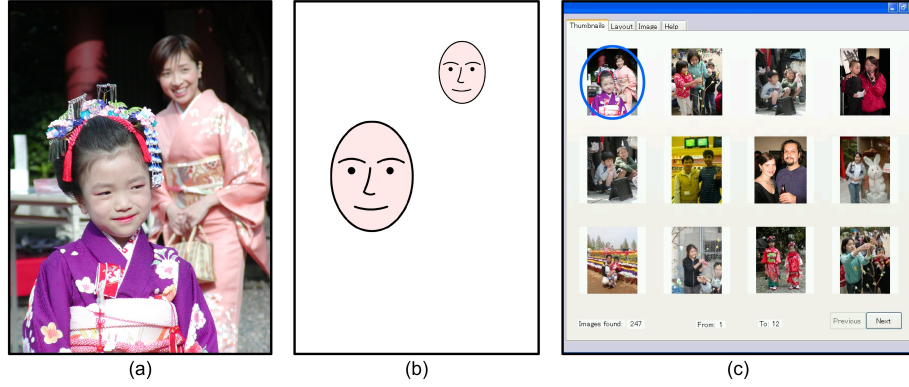 Thumbnails Layout Image Help
Images found: 247 From: 1 To: 12 Previous Next
(a) (b) (c)